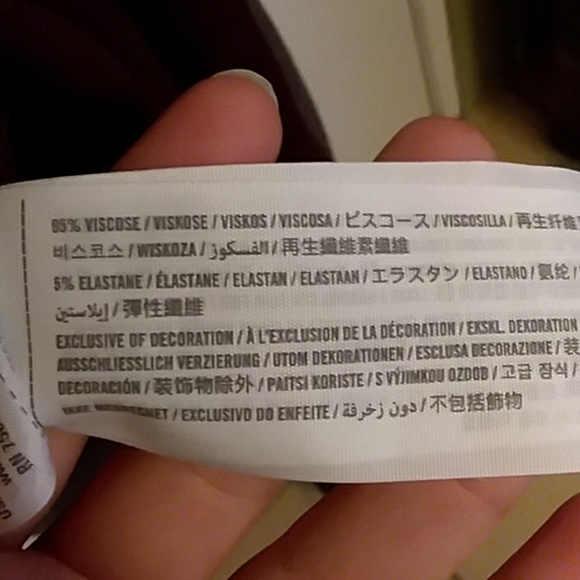 95% VISCOSE / VISKOSE / VISKOS / VISCOSA / ビスコース / VISCOSILLA / 再生纤维
비스코스 / WISKOZA / الفسكوز / 再生纖維素纖維
5% ELASTANE / ÉLASTANE / ELASTAN / ELASTAAN / エラスタン / ELASTANO / 氨纶 /
إيلاستين / 彈性纖維
EXCLUSIVE OF DECORATION / À L'EXCLUSION DE LA DÉCORATION / EKSKL. DEKORATION
AUSSCHLIESSLICH VERZIERUNG / UTOM DEKORATIONEN / ESCLUSA DECORAZIONE / 装
DECORACIÓN / 装饰物除外 / PAITSI KORISTE / S VÝJIMKOU OZDOB / 고급 장식 /
IKKE MEDREGNET / EXCLUSIVO DO ENFEITE / دون زخرفة / 不包括飾物
RN 7